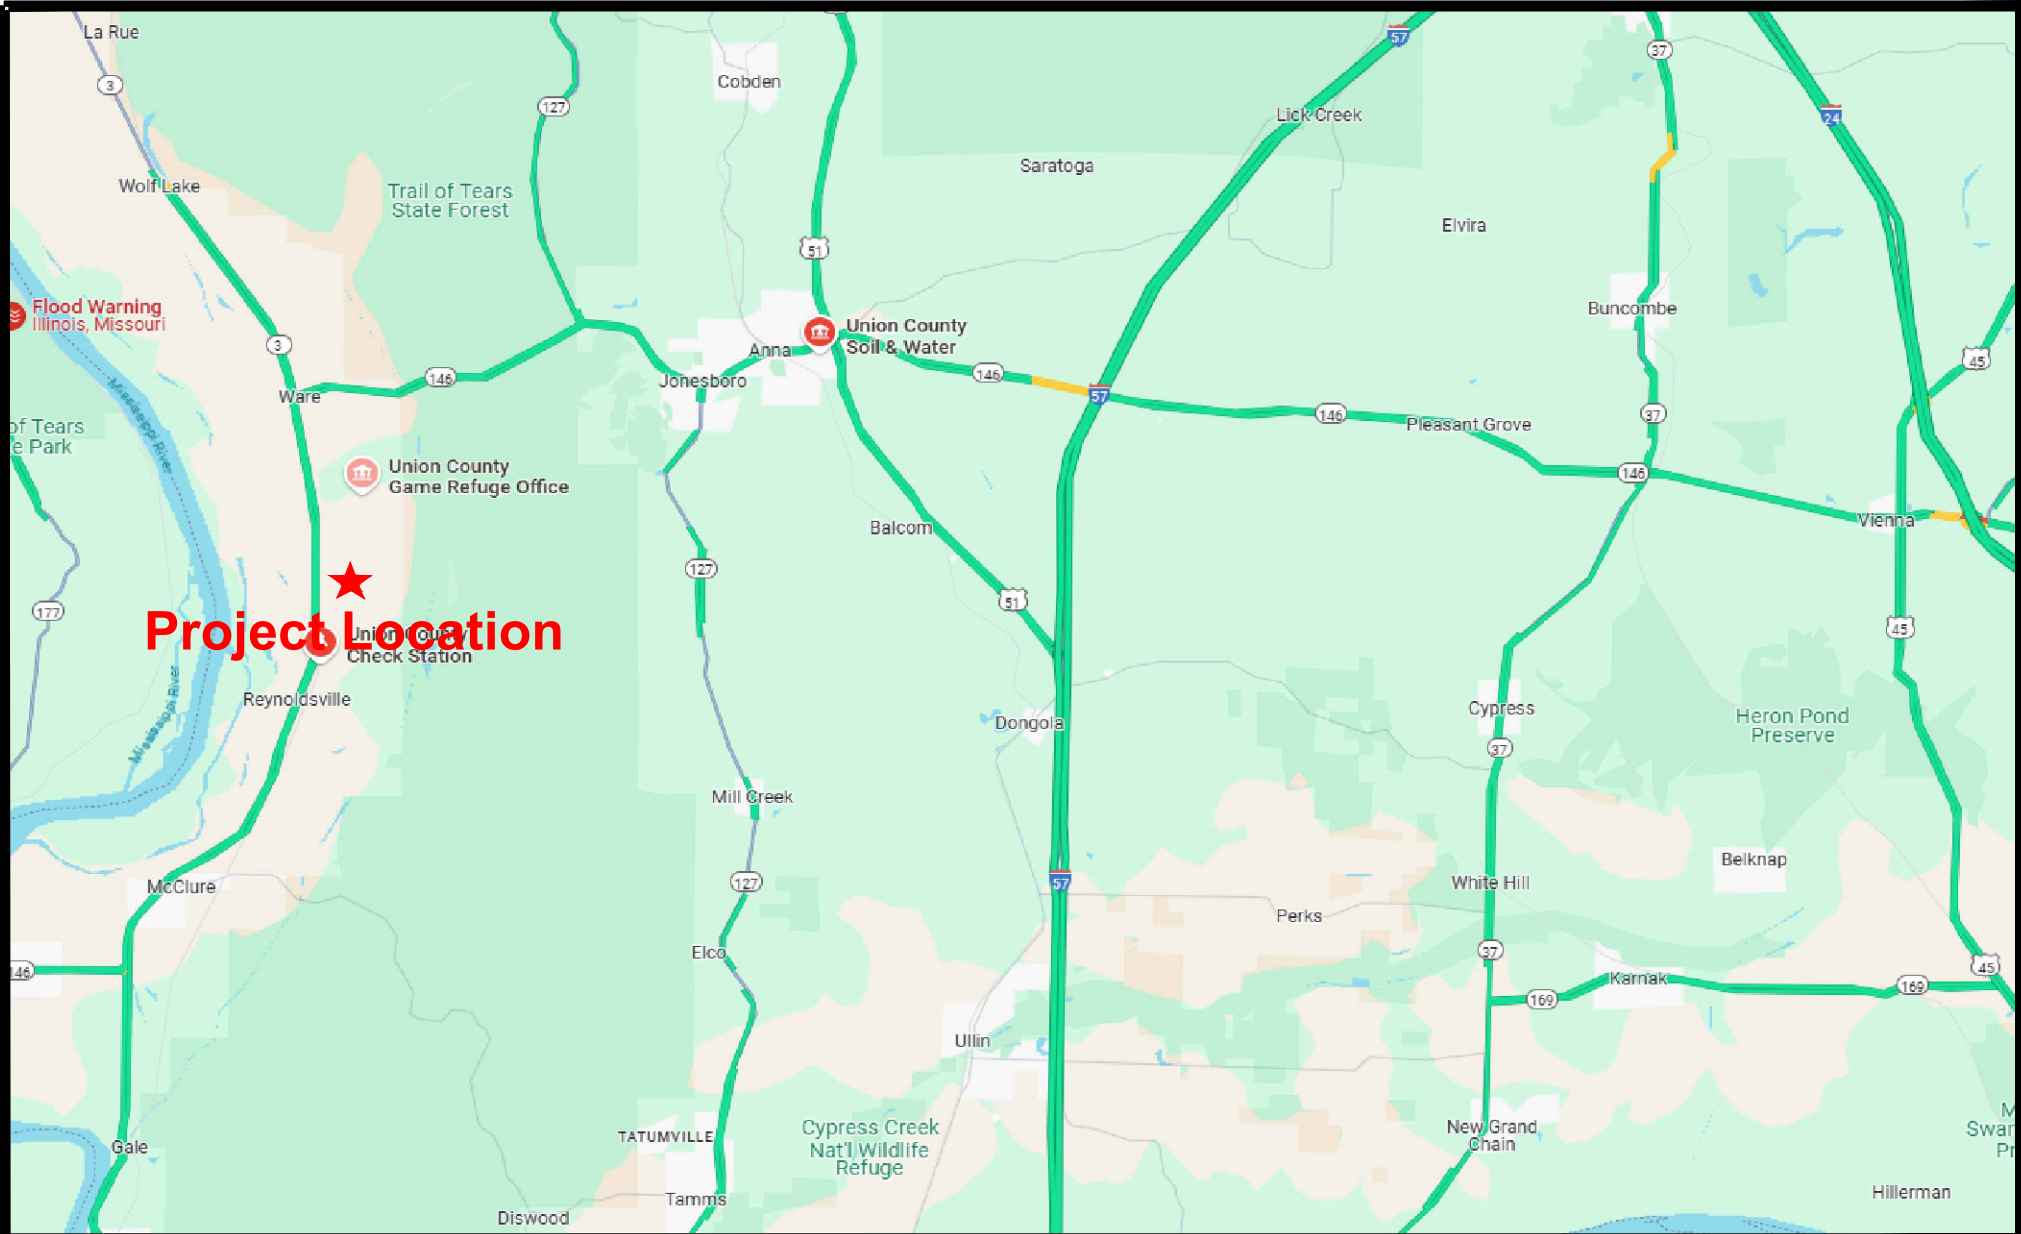 La Rue
57
37
3
Cobden
127
Lick Creek
24
Saratoga
Wolf Lake
Trail of Tears
State Forest
Elvira
51
Flood Warning
Illinois, Missouri
Buncombe
Union County
Soil & Water
3
Anna
45
146
146
57
Jonesboro
Ware
146
37
Pleasant Grove
of Tears
e Park
Union County
Game Refuge Office
146
Vienna
Balcom
Mississippi River
127
51
177
Project Location
Union County
Check Station
45
Reynoldsville
Mississippi River
Dongola
Cypress
Heron Pond
Preserve
37
Mill Creek
Belknap
McClure
127
57
White Hill
Perks
Elco
37
146
45
Karnak
169
169
Ullin
Cypress Creek
Nat'l Wildlife
Refuge
TATUMVILLE
New Grand
Chain
M
Swan
Pr
Gale
Tamms
Hillerman
Diswood